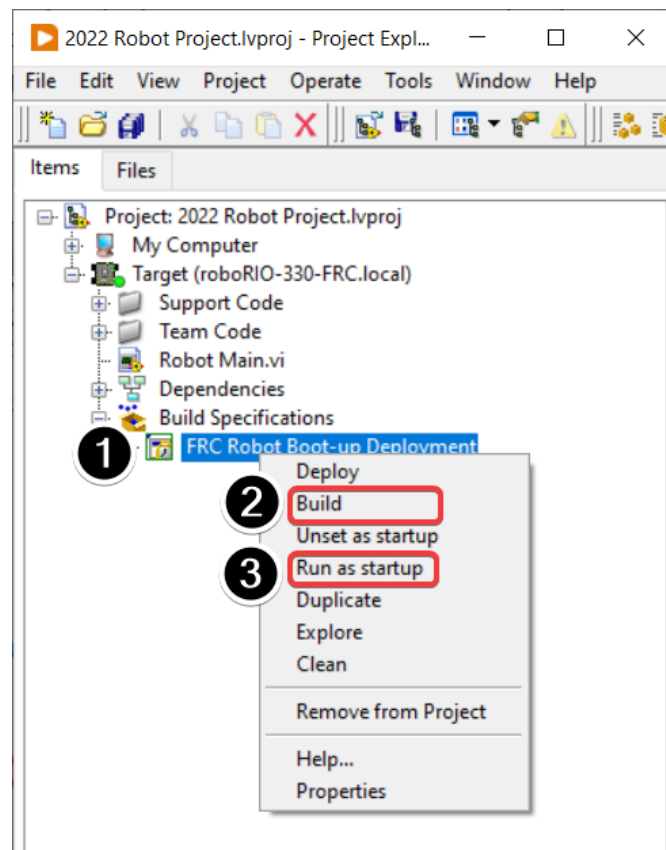 2022 Robot Project.lvproj - Project Expl...
File Edit View Project Operate Tools Window Help
Items Files
Project: 2022 Robot Project.lvproj
My Computer
Target (roboRIO-330-FRC.local)
Support Code
Team Code
Robot Main.vi
Dependencies
Build Specifications
1 FRC Robot Boot-up Deployment
Deploy
2 Build
Unset as startup
3 Run as startup
Duplicate
Explore
Clean
Remove from Project
Help...
Properties